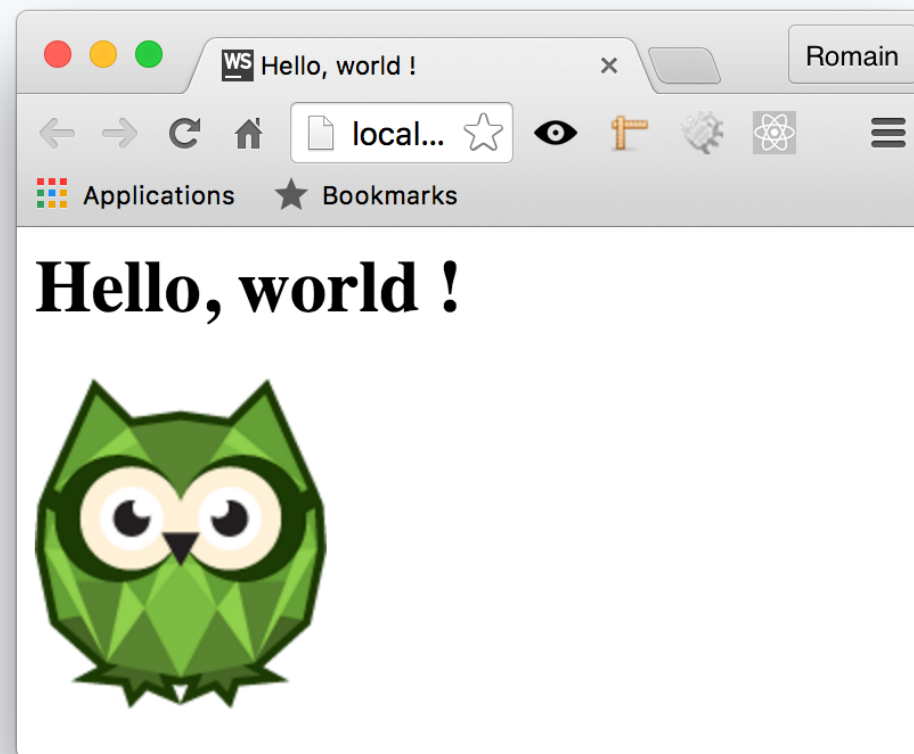 WS Hello, world !
Romain
local...
Applications
Bookmarks
Hello, world !